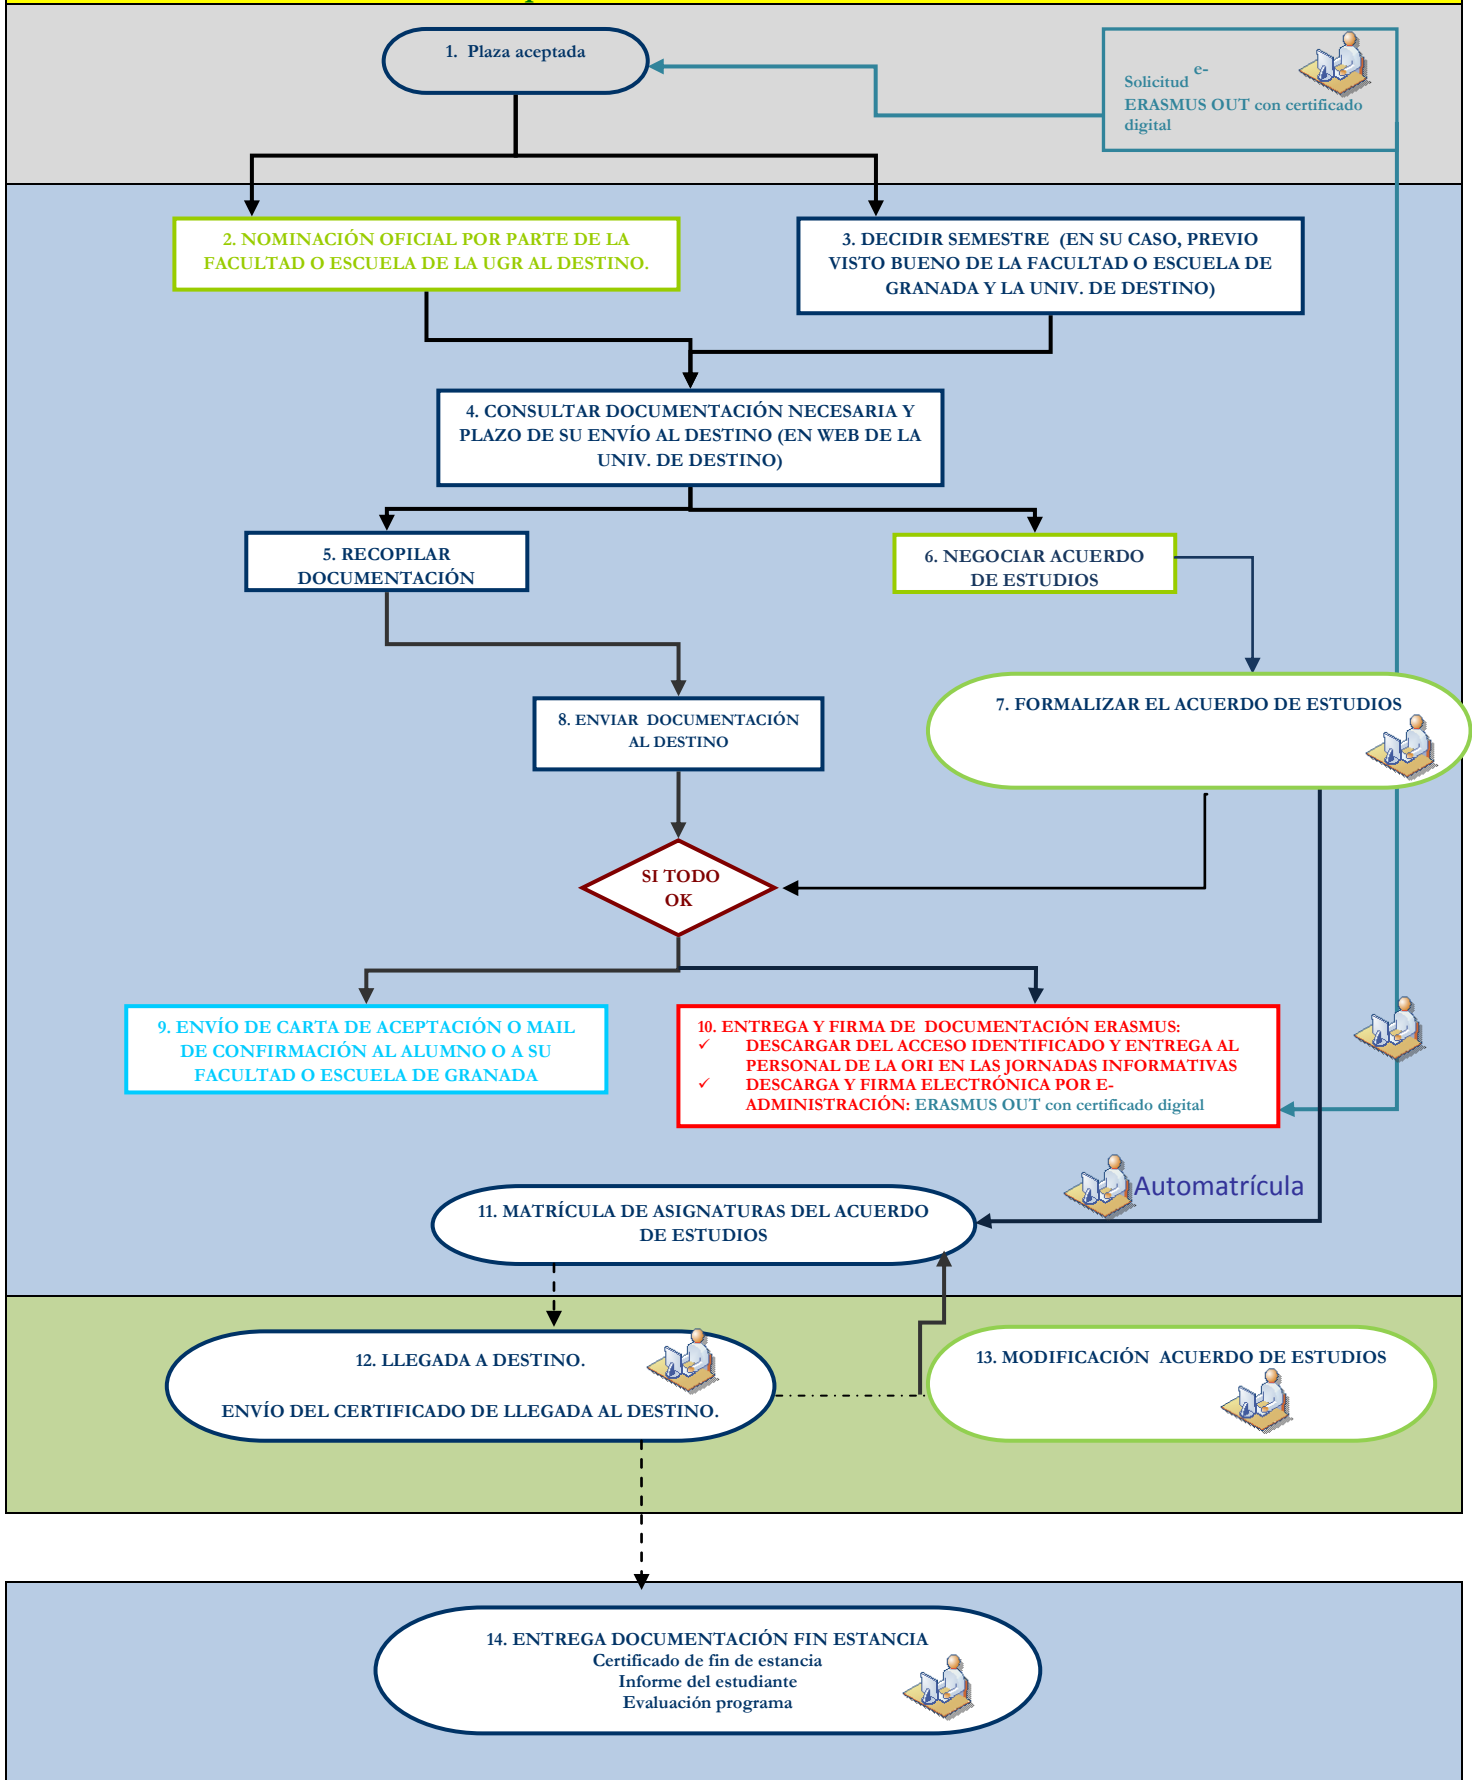 1. Plaza aceptada
e-
Solicitud
ERASMUS OUT con certificado
digital
2. NOMINACIÓN OFICIAL POR PARTE DE LA
FACULTAD O ESCUELA DE LA UGR AL DESTINO.
3. DECIDIR SEMESTRE (EN SU CASO, PREVIO
VISTO BUENO DE LA FACULTAD O ESCUELA DE
GRANADA Y LA UNIV. DE DESTINO)
4. CONSULTAR DOCUMENTACIÓN NECESARIA Y
PLAZO DE SU ENVÍO AL DESTINO (EN WEB DE LA
UNIV. DE DESTINO)
5. RECOPILAR
DOCUMENTACIÓN
6. NEGOCIAR ACUERDO
DE ESTUDIOS
7. FORMALIZAR EL ACUERDO DE ESTUDIOS
8. ENVIAR DOCUMENTACIÓN
AL DESTINO
SI TODO
OK
9. ENVÍO DE CARTA DE ACEPTACIÓN O MAIL
DE CONFIRMACIÓN AL ALUMNO O A SU
FACULTAD O ESCUELA DE GRANADA
10. ENTREGA Y FIRMA DE DOCUMENTACIÓN ERASMUS:
✓ DESCARGAR DEL ACCESO IDENTIFICADO Y ENTREGA AL
PERSONAL DE LA ORI EN LAS JORNADAS INFORMATIVAS
✓ DESCARGA Y FIRMA ELECTRÓNICA POR E-
ADMINISTRACIÓN: ERASMUS OUT con certificado digital
Automatrícula
11. MATRÍCULA DE ASIGNATURAS DEL ACUERDO
DE ESTUDIOS
12. LLEGADA A DESTINO.
ENVÍO DEL CERTIFICADO DE LLEGADA AL DESTINO.
13. MODIFICACIÓN ACUERDO DE ESTUDIOS
14. ENTREGA DOCUMENTACIÓN FIN ESTANCIA
Certificado de fin de estancia
Informe del estudiante
Evaluación programa